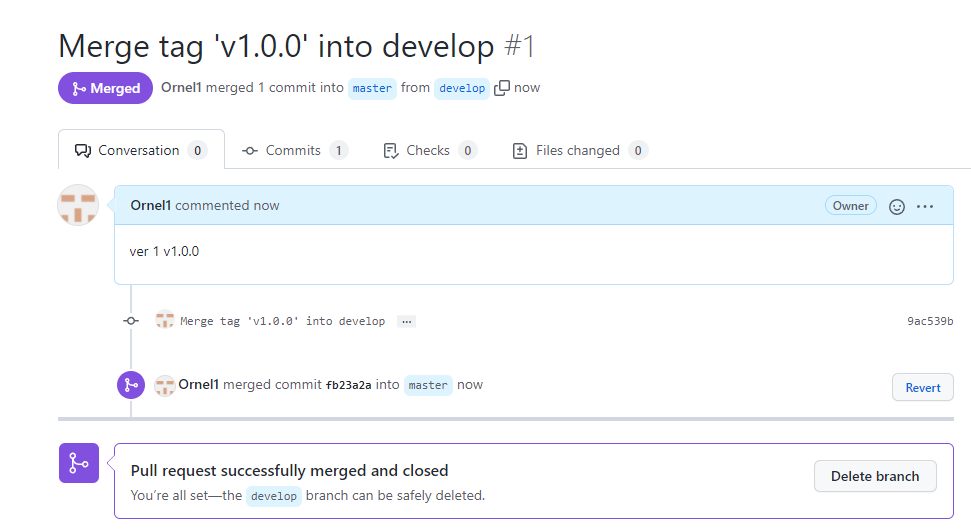 Merge tag 'v1.0.0' into develop #1
Merged Ornel1 merged 1 commit into master from develop now
Conversation 0 Commits 1 Checks 0 Files changed 0
Ornel1 commented now Owner ...
ver 1 v1.0.0
Merge tag 'v1.0.0' into develop ... 9ac539b
Ornel1 merged commit fb23a2a into master now Revert
Pull request successfully merged and closed
You're all set—the develop branch can be safely deleted.
Delete branch